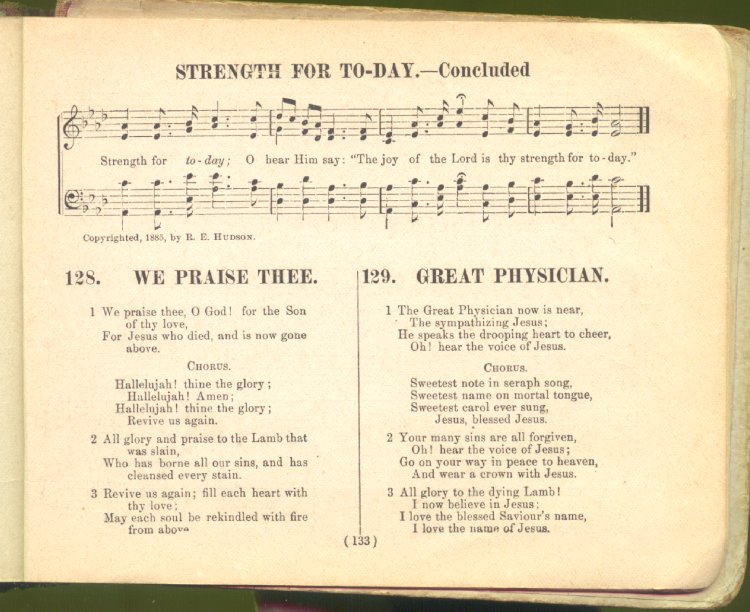 STRENGTH FOR TO-DAY.—Concluded
Strength for to-day; O hear Him say: "The joy of the Lord is thy strength for to-day."
Copyrighted, 1885, by R. E. HUDSON.
128. WE PRAISE THEE.
1 We praise thee, O God! for the Son
of thy love,
For Jesus who died, and is now gone
above.
CHORUS.
Hallelujah! thine the glory;
Hallelujah! Amen;
Hallelujah! thine the glory;
Revive us again.
2 All glory and praise to the Lamb that
was slain,
Who has borne all our sins, and has
cleansed every stain.
3 Revive us again; fill each heart with
thy love;
May each soul be rekindled with fire
from above
129. GREAT PHYSICIAN.
1 The Great Physician now is near,
The sympathizing Jesus;
He speaks the drooping heart to cheer,
Oh! hear the voice of Jesus.
CHORUS.
Sweetest note in seraph song,
Sweetest name on mortal tongue,
Sweetest carol ever sung,
Jesus, blessed Jesus.
2 Your many sins are all forgiven,
Oh! hear the voice of Jesus;
Go on your way in peace to heaven,
And wear a crown with Jesus.
3 All glory to the dying Lamb!
I now believe in Jesus;
I love the blessed Saviour's name,
I love the name of Jesus.
(133)